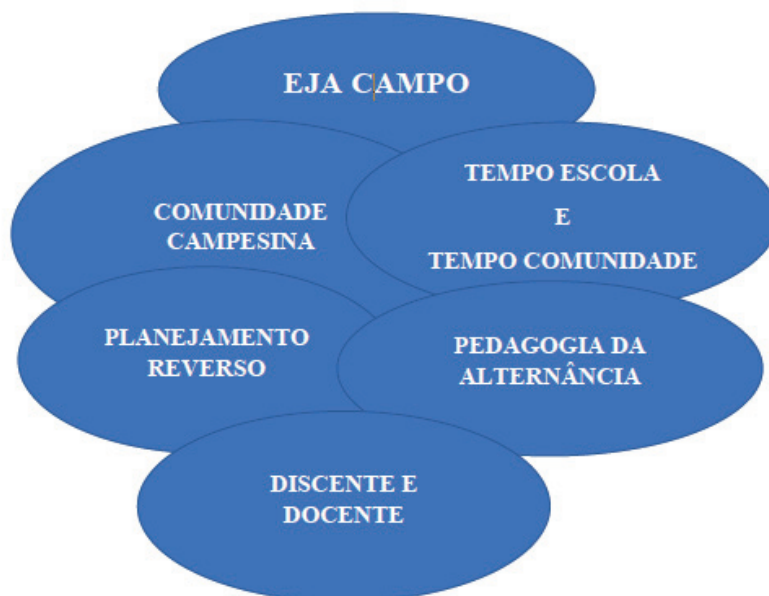 EJA CAMPO
COMUNIDADE
CAMPESINA
TEMPO ESCOLA
E
TEMPO COMUNIDADE
PLANEJAMENTO
REVERSO
PEDAGOGIA DA
ALTERNÂNCIA
DISCENTE E
DOCENTE